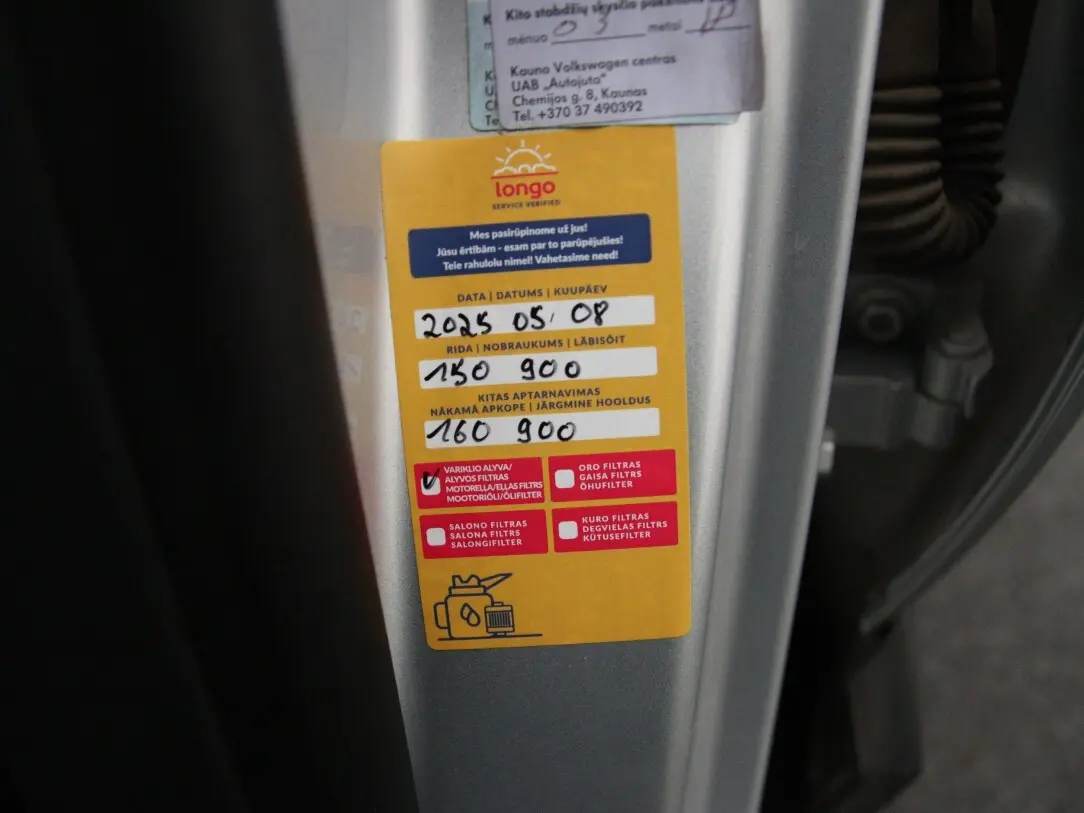 Kito stabdžių skysčio
mėnuo 03 metai
Kauno Volkswagen centras
UAB „Autojuta"
Chemijos g. 8, Kaunas
Tel. +370 37 490392
longo
SERVICE VERIFIED
Mes pasirūpinome už jus!
Jūsu ērtībām - esam par to parūpējušies!
Teie rahulolu nimel! Vahetasime need!
DATA | DATUMS | KUUPÄEV
2025 05 08
RIDA | NOBRAUKUMS | LÄBISÕIT
150 900
KITAS APTARNAVIMAS
NĀKAMĀ APKOPE | JÄRGMINE HOOLDUS
160 900
VARIKLIO ALYVA/
ALYVOS FILTRAS
MOTORELLA/ELLAS FILTRS
MOOTORIÕLI/ÕLIFILTER
ORO FILTRAS
GAISA FILTRS
ÕHUFILTER
SALONO FILTRAS
SALONA FILTRS
SALONGIFILTER
KURO FILTRAS
DEGVIELAS FILTRS
KÜTUSEFILTER